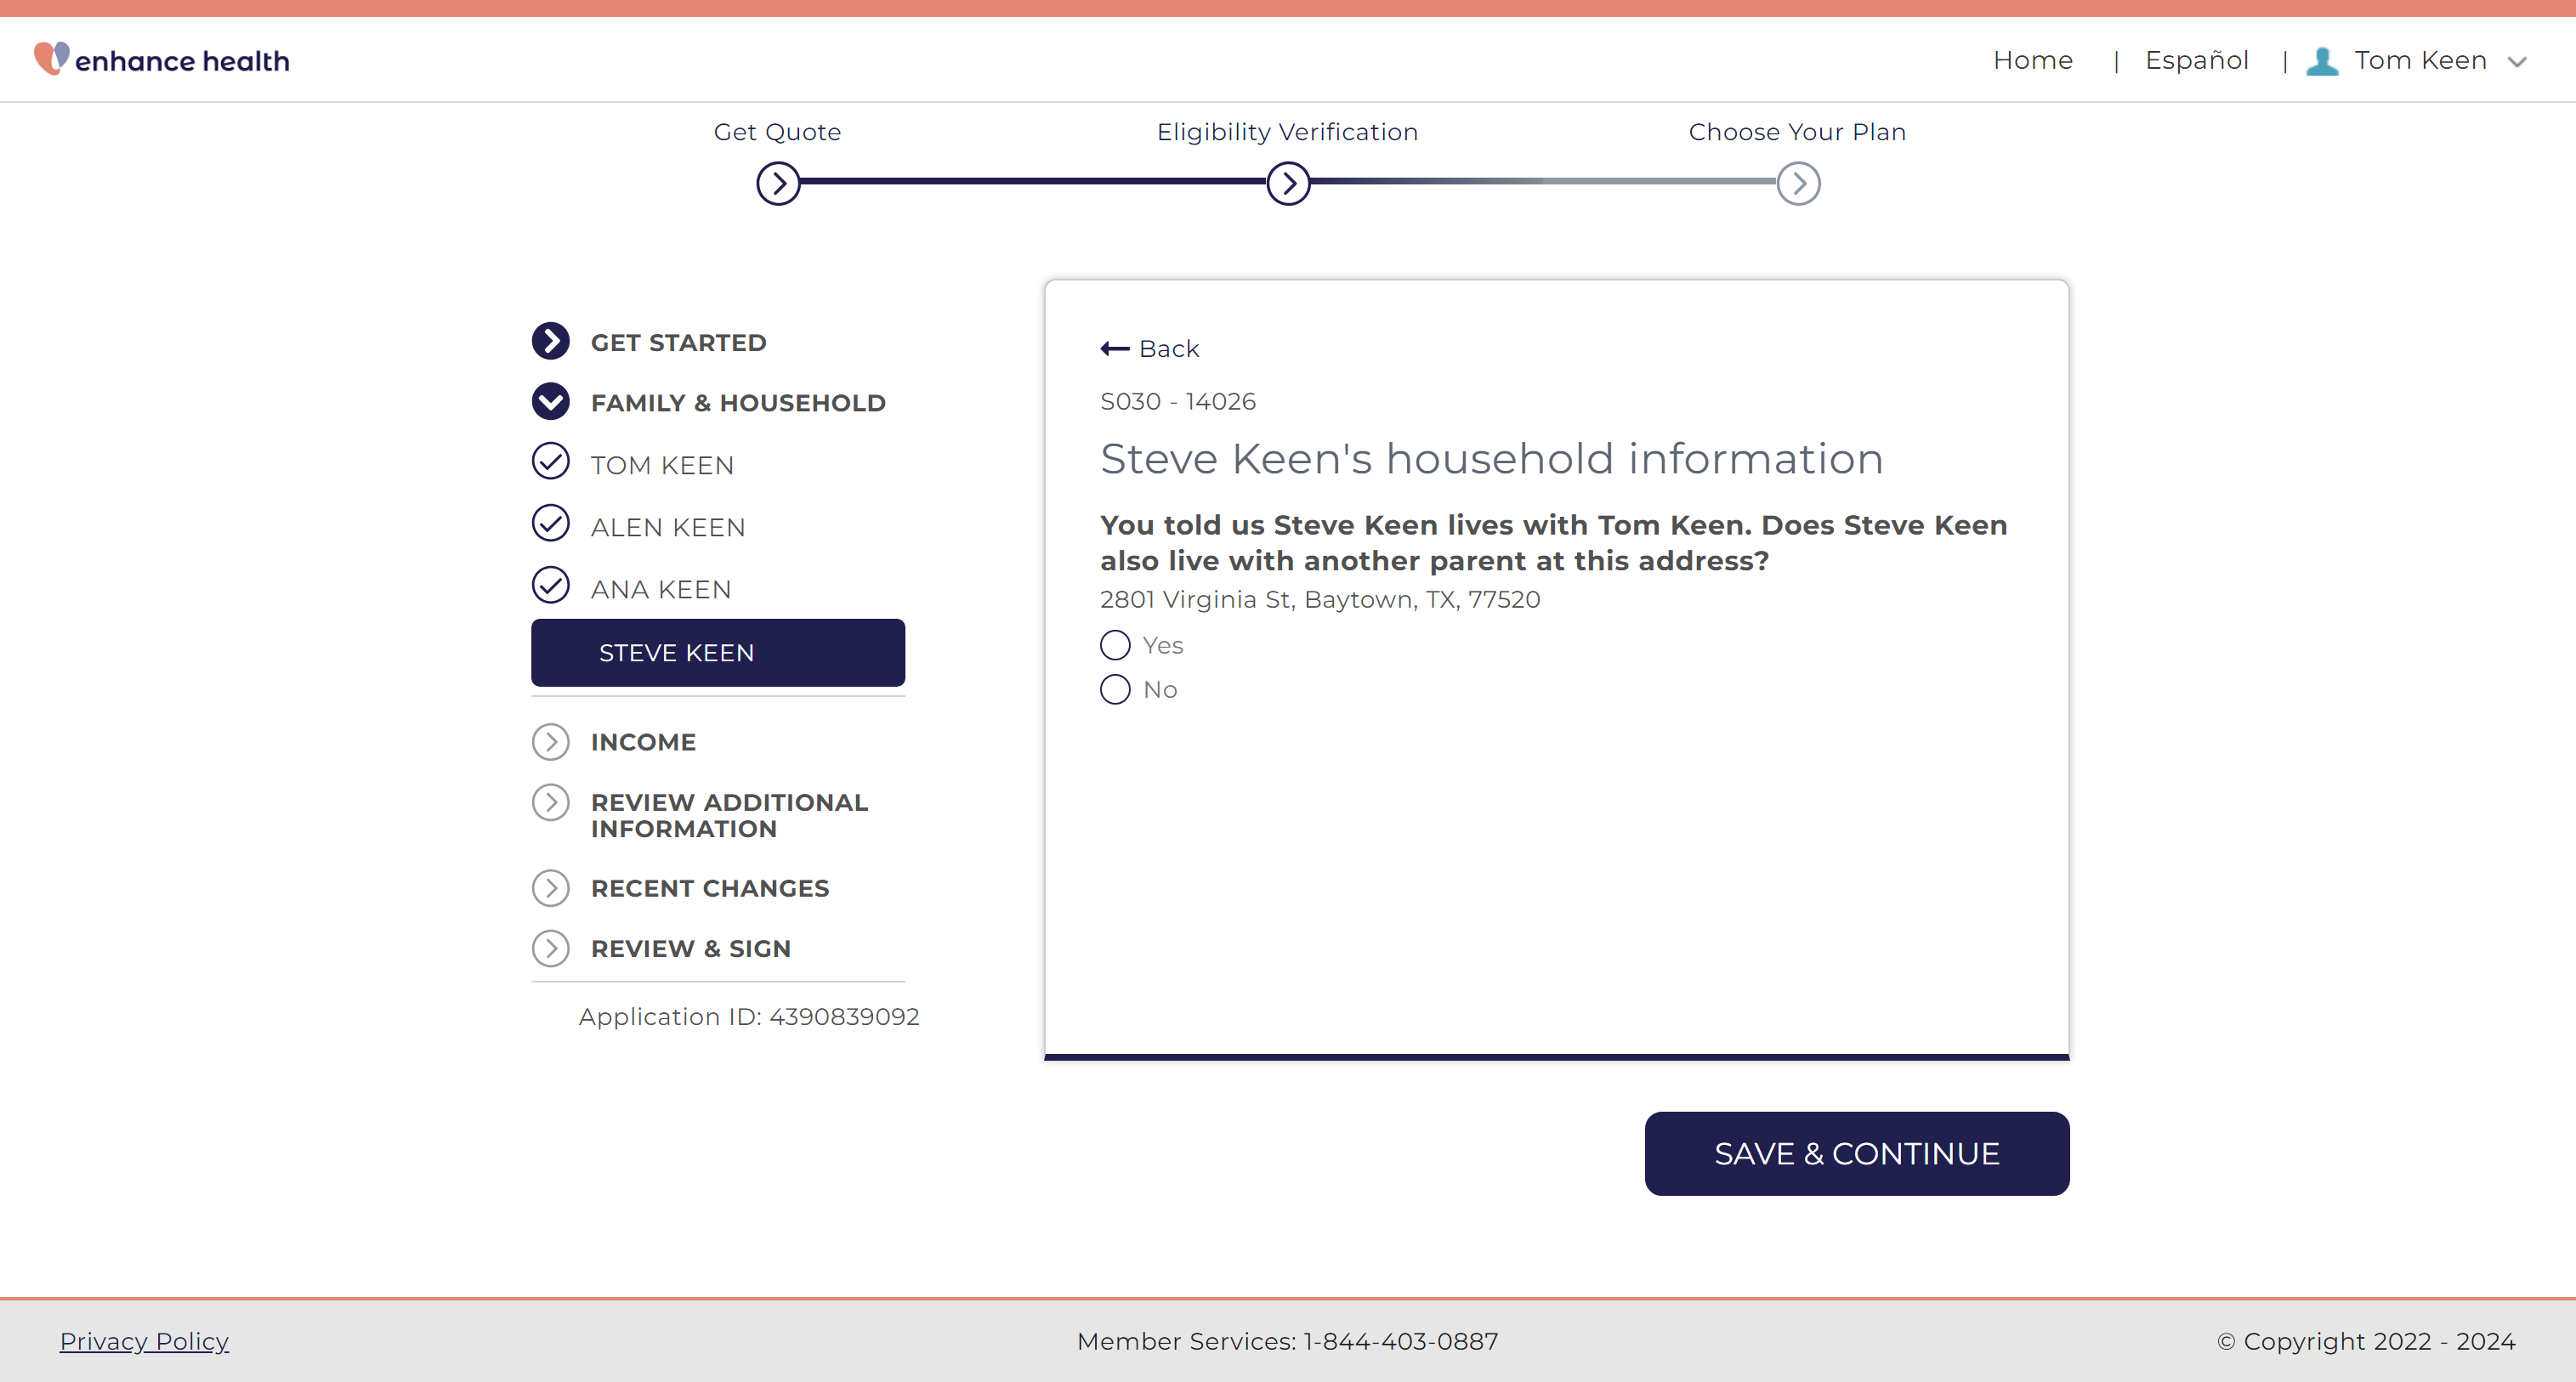 enhance health
Home | Español | Tom Keen
Get Quote
Eligibility Verification
Choose Your Plan
GET STARTED
FAMILY & HOUSEHOLD
TOM KEEN
ALEN KEEN
ANA KEEN
STEVE KEEN
INCOME
REVIEW ADDITIONAL
INFORMATION
RECENT CHANGES
REVIEW & SIGN
Application ID: 4390839092
Back
S030 - 14026
Steve Keen's household information
You told us Steve Keen lives with Tom Keen. Does Steve Keen
also live with another parent at this address?
2801 Virginia St, Baytown, TX, 77520
Yes
No
SAVE & CONTINUE
Privacy Policy
Member Services: 1-844-403-0887
© Copyright 2022 - 2024